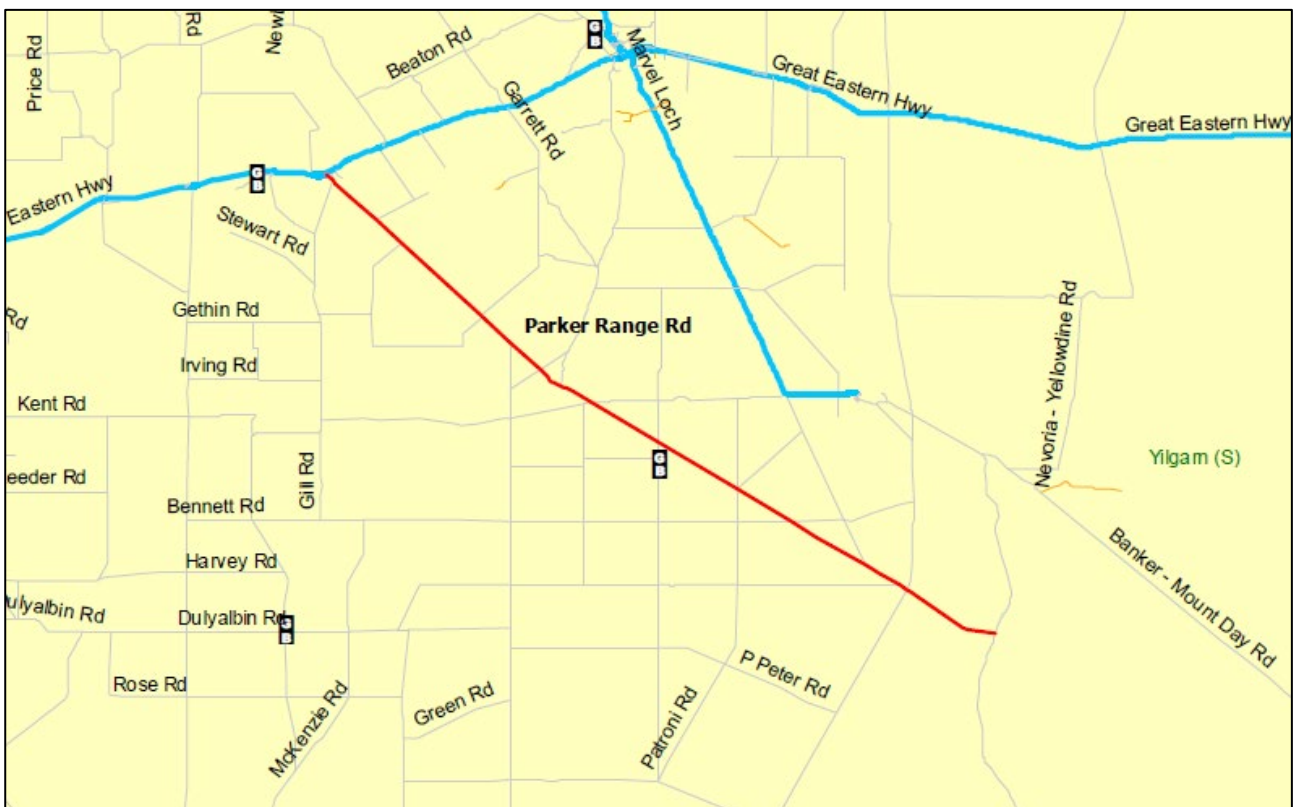 Price Rd
Rd
Beaton Rd
Garrett Rd
Marvel Loch
Great Eastern Hwy
Great Eastern Hwy
Eastern Hwy
C
B
C
B
Stewart Rd
Gethin Rd
Parker Range Rd
Rd
Irving Rd
Kent Rd
Nevoria - Yellowdine Rd
Yilgarn (S)
C
B
eeder Rd
Gill Rd
Bennett Rd
Harvey Rd
Banker - Mount Day Rd
ulyalbin Rd
Dulyalbin Rd
C
B
Rose Rd
McKenzie Rd
Green Rd
Patroni Rd
P Peter Rd